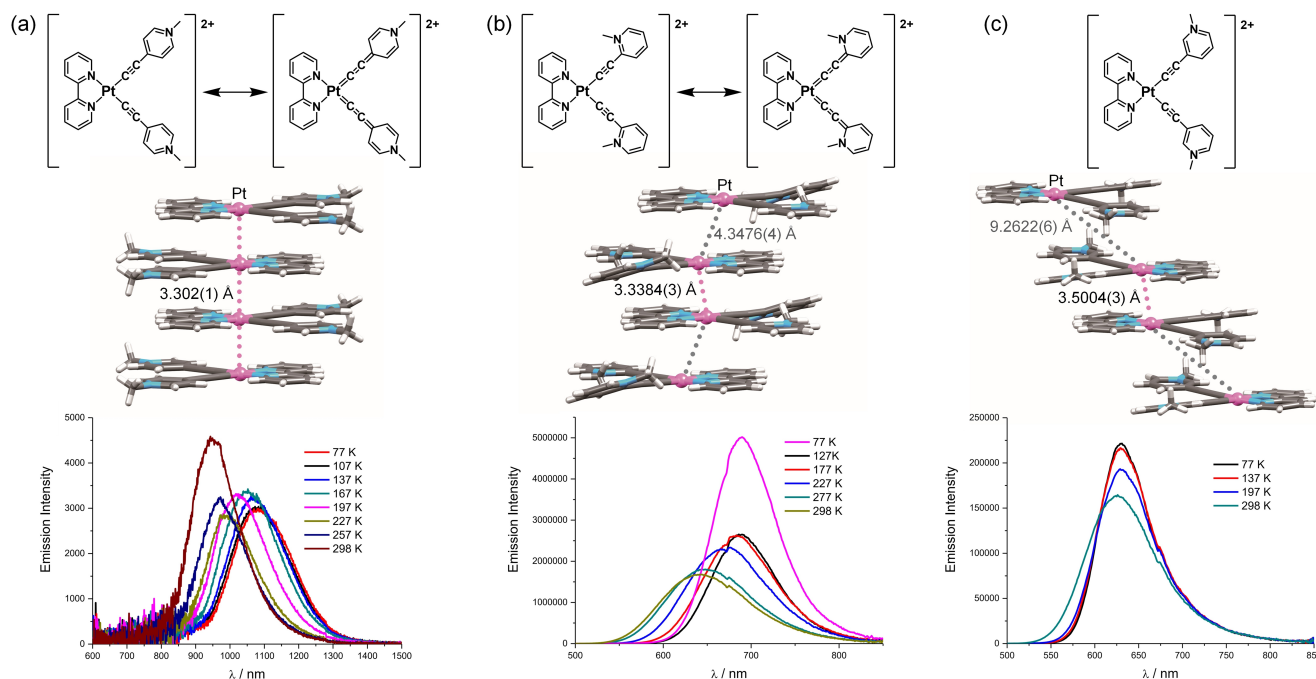 (a)
2+
2+
N
N
N
N
Pt
C
C
C
C
N
N
N
N
Pt
C
C
C
C
Pt
3.302(1) Å
Emission Intensity
5000
4000
3000
2000
1000
0
77 K
107 K
137 K
167 K
197 K
227 K
257 K
298 K
600 700 800 900 1000 1100 1200 1300 1400 1500
λ / nm
(b)
2+
2+
N
N
N
N
Pt
C
C
C
C
N
N
N
N
Pt
C
C
C
C
Pt
4.3476(4) Å
3.3384(3) Å
Emission Intensity
5000000
4000000
3000000
2000000
1000000
0
77 K
127K
177 K
227 K
277 K
298 K
500 600 700 800
λ / nm
(c)
2+
N
N
N
N
Pt
C
C
C
C
Pt
9.2622(6) Å
3.5004(3) Å
Emission Intensity
250000
200000
150000
100000
50000
0
77 K
137 K
197 K
298 K
500 550 600 650 700 750 800 850
λ / nm